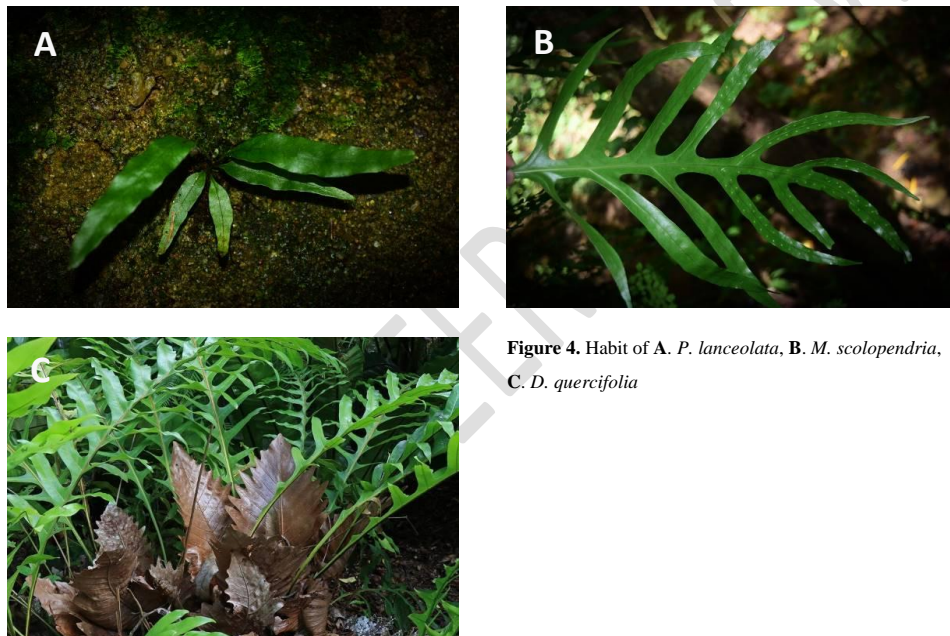 A
B
C
Figure 4. Habit of A. P. lanceolata, B. M. scolopendria,
C. D. quercifolia